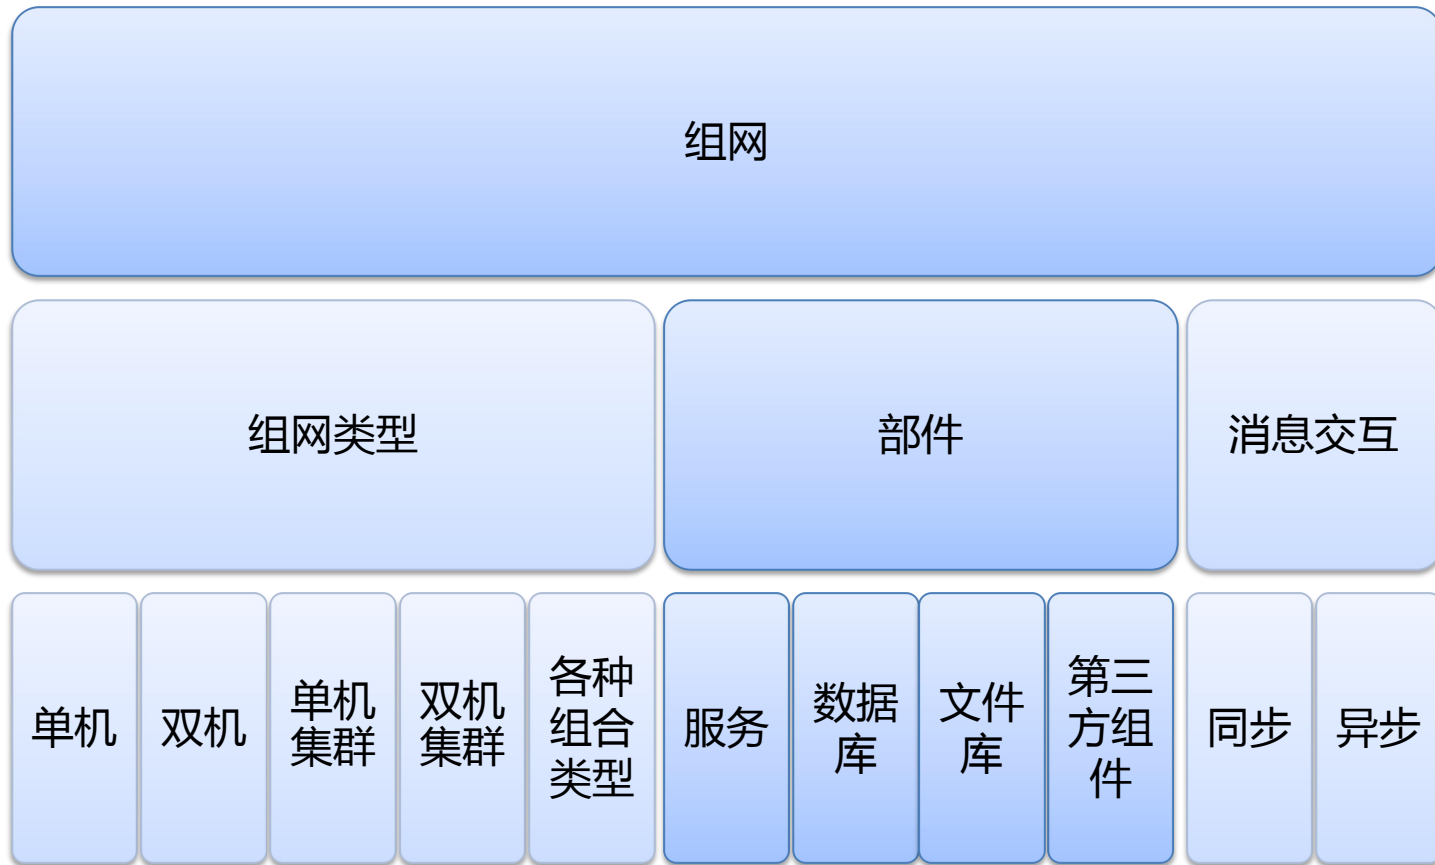 组网
组网类型
部件
消息交互
单机
双机
单机
集群
双机
集群
各种
组合
类型
服务
数据
库
文件
库
第三
方组
件
同步
异步